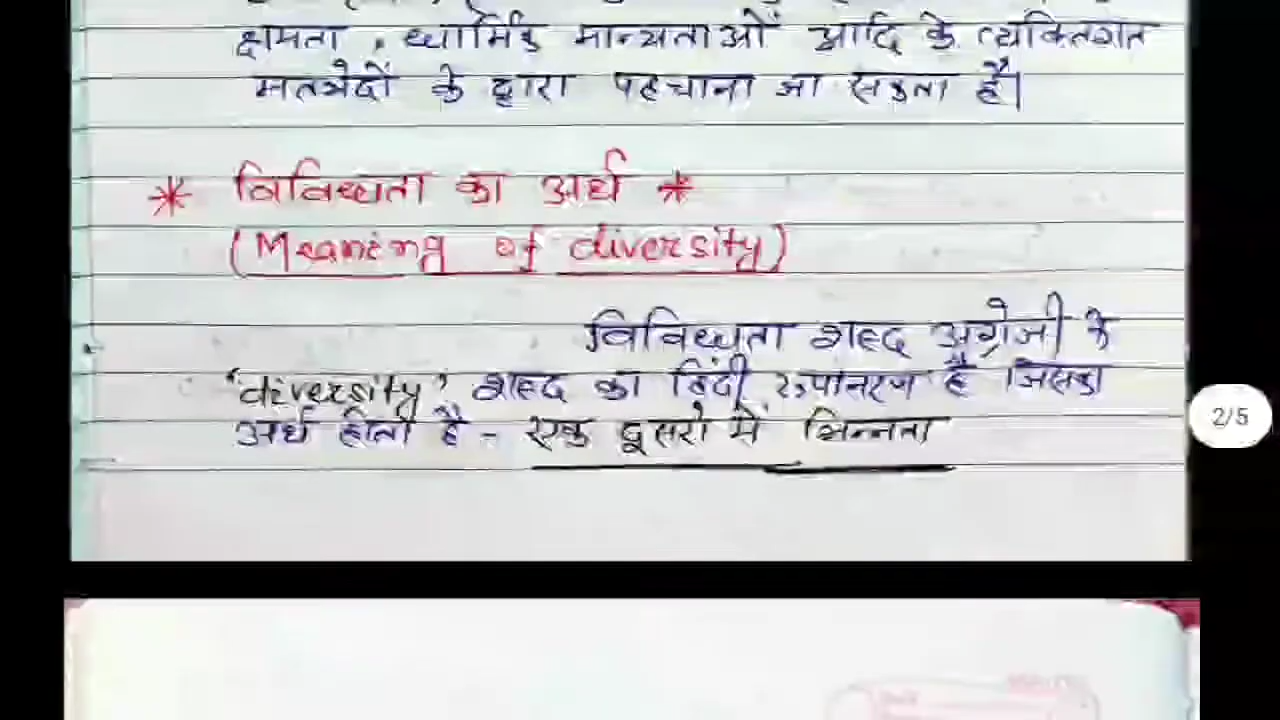 क्षमता, धार्मिक मान्यताओं आदि के व्यक्तिगत
मतभेदों के द्वारा पहचाना जा सकता है।
* विविधता का अर्थ *
(Meaning of diversity)
विविधता शब्द अंग्रेजी के
"diversity" शब्द का हिंदी रूपांतरण है जिसका
अर्थ होता है - एक दूसरो में भिन्नता
2/5